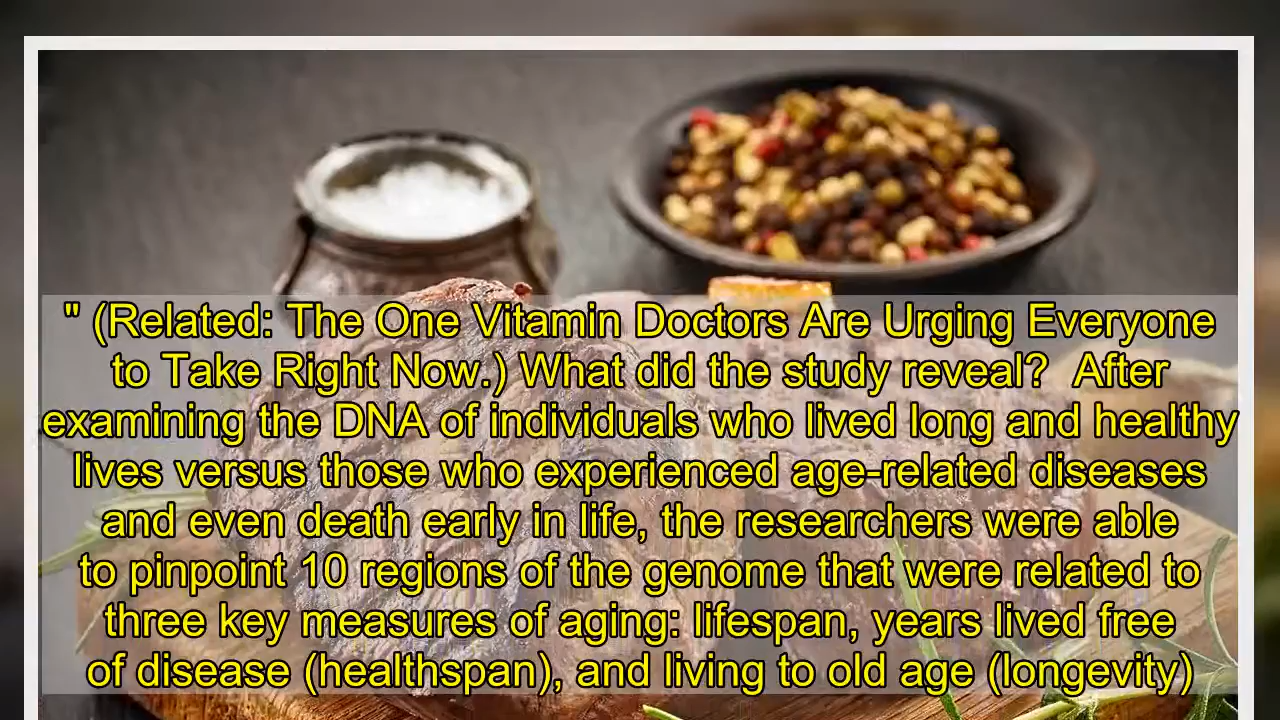 " (Related: The One Vitamin Doctors Are Urging Everyone
to Take Right Now.) What did the study reveal?  After
examining the DNA of individuals who lived long and healthy
lives versus those who experienced age-related diseases
and even death early in life, the researchers were able
to pinpoint 10 regions of the genome that were related to
three key measures of aging: lifespan, years lived free
of disease (healthspan), and living to old age (longevity)